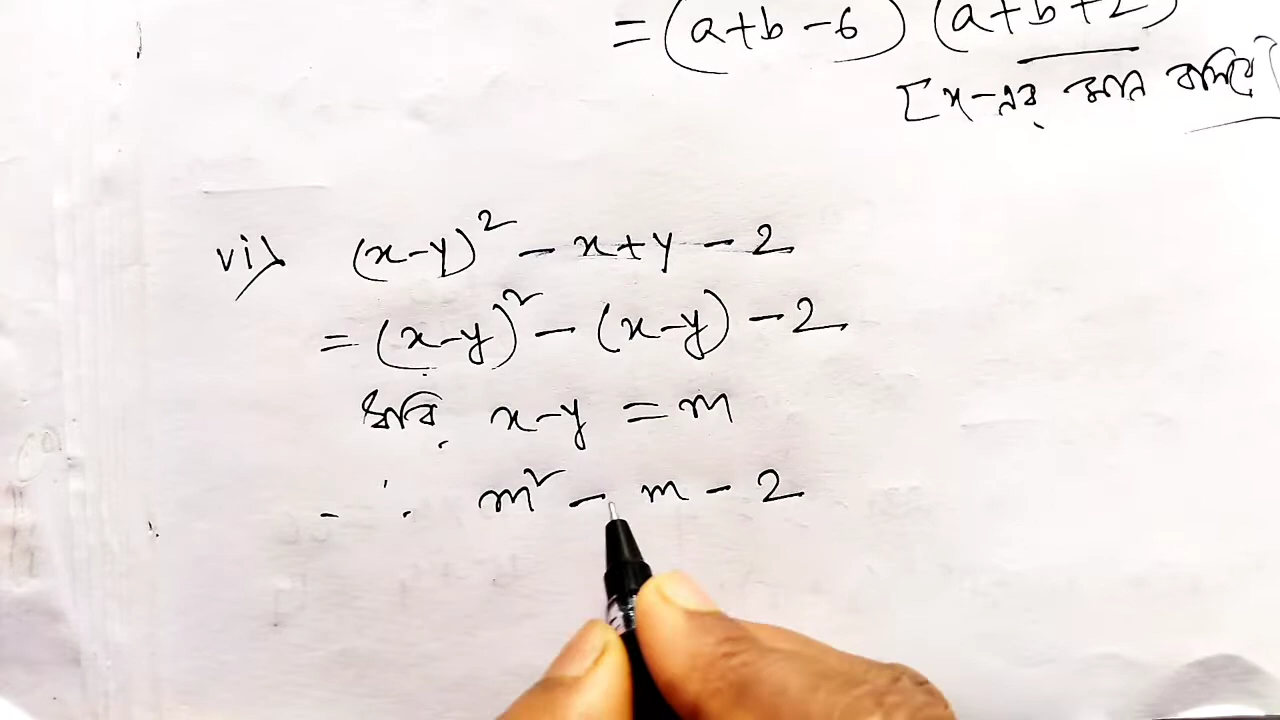 = (a+b-6) (a+b+2)
[x-এর মান বসিয়ে]
vi) (x-y)² - x+y - 2
= (x-y)² - (x-y) - 2
ধরি, x-y = m
∴ m² - m - 2